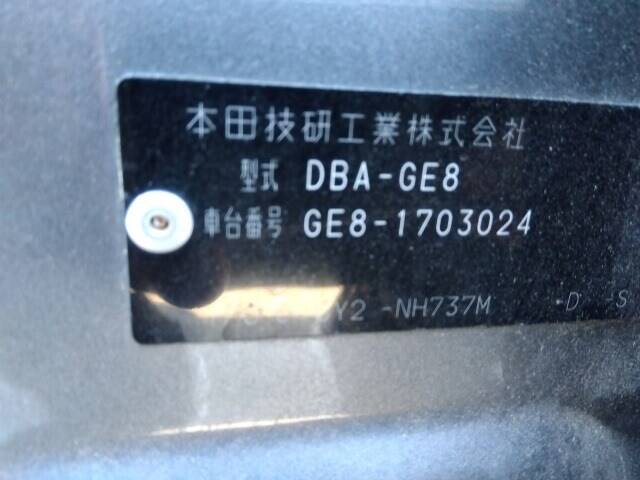 本田技研工業株式会社
型式 DBA-GE8
車台番号 GE8-1703024
Y2 -NH737M -D -S